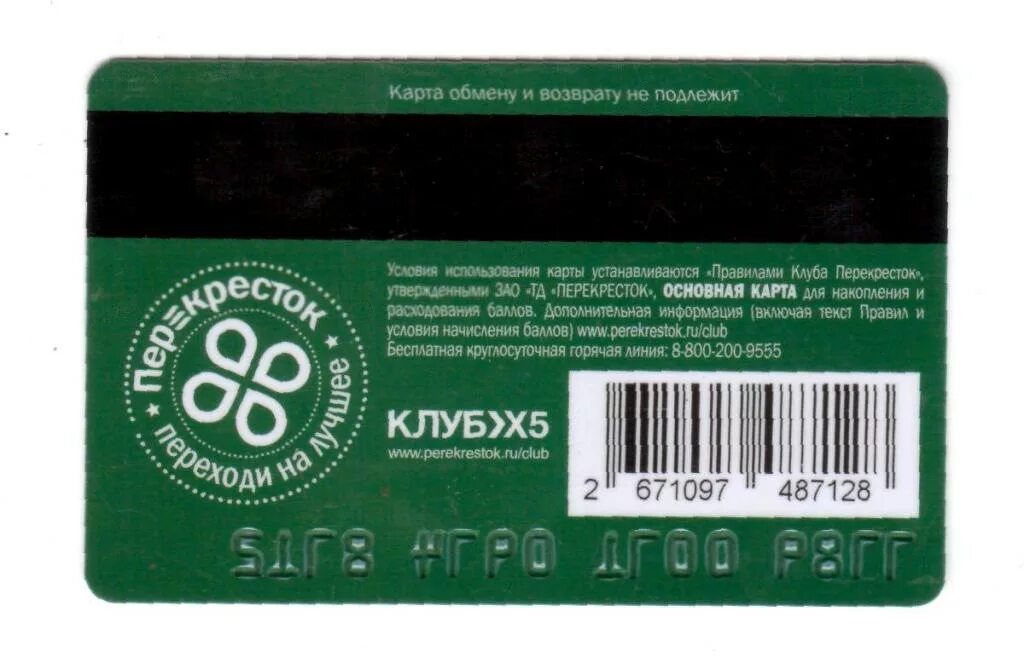 Карта обмену и возврату не подлежит
Условия использования карты устанавливаются «Правилами Клуба Перекресток»,
утвержденными ЗАО «ТД «ПЕРЕКРЕСТОК», ОСНОВНАЯ КАРТА для накопления и
расходования баллов. Дополнительная информация (включая текст Правил и
условия начисления баллов) www.perekrestok.ru/club
Бесплатная круглосуточная горячая линия: 8-800-200-9555
Перекресток
★ переходи на лучшее ★
КЛУБ Х5
www.perekrestok.ru/club
2 671097 487128